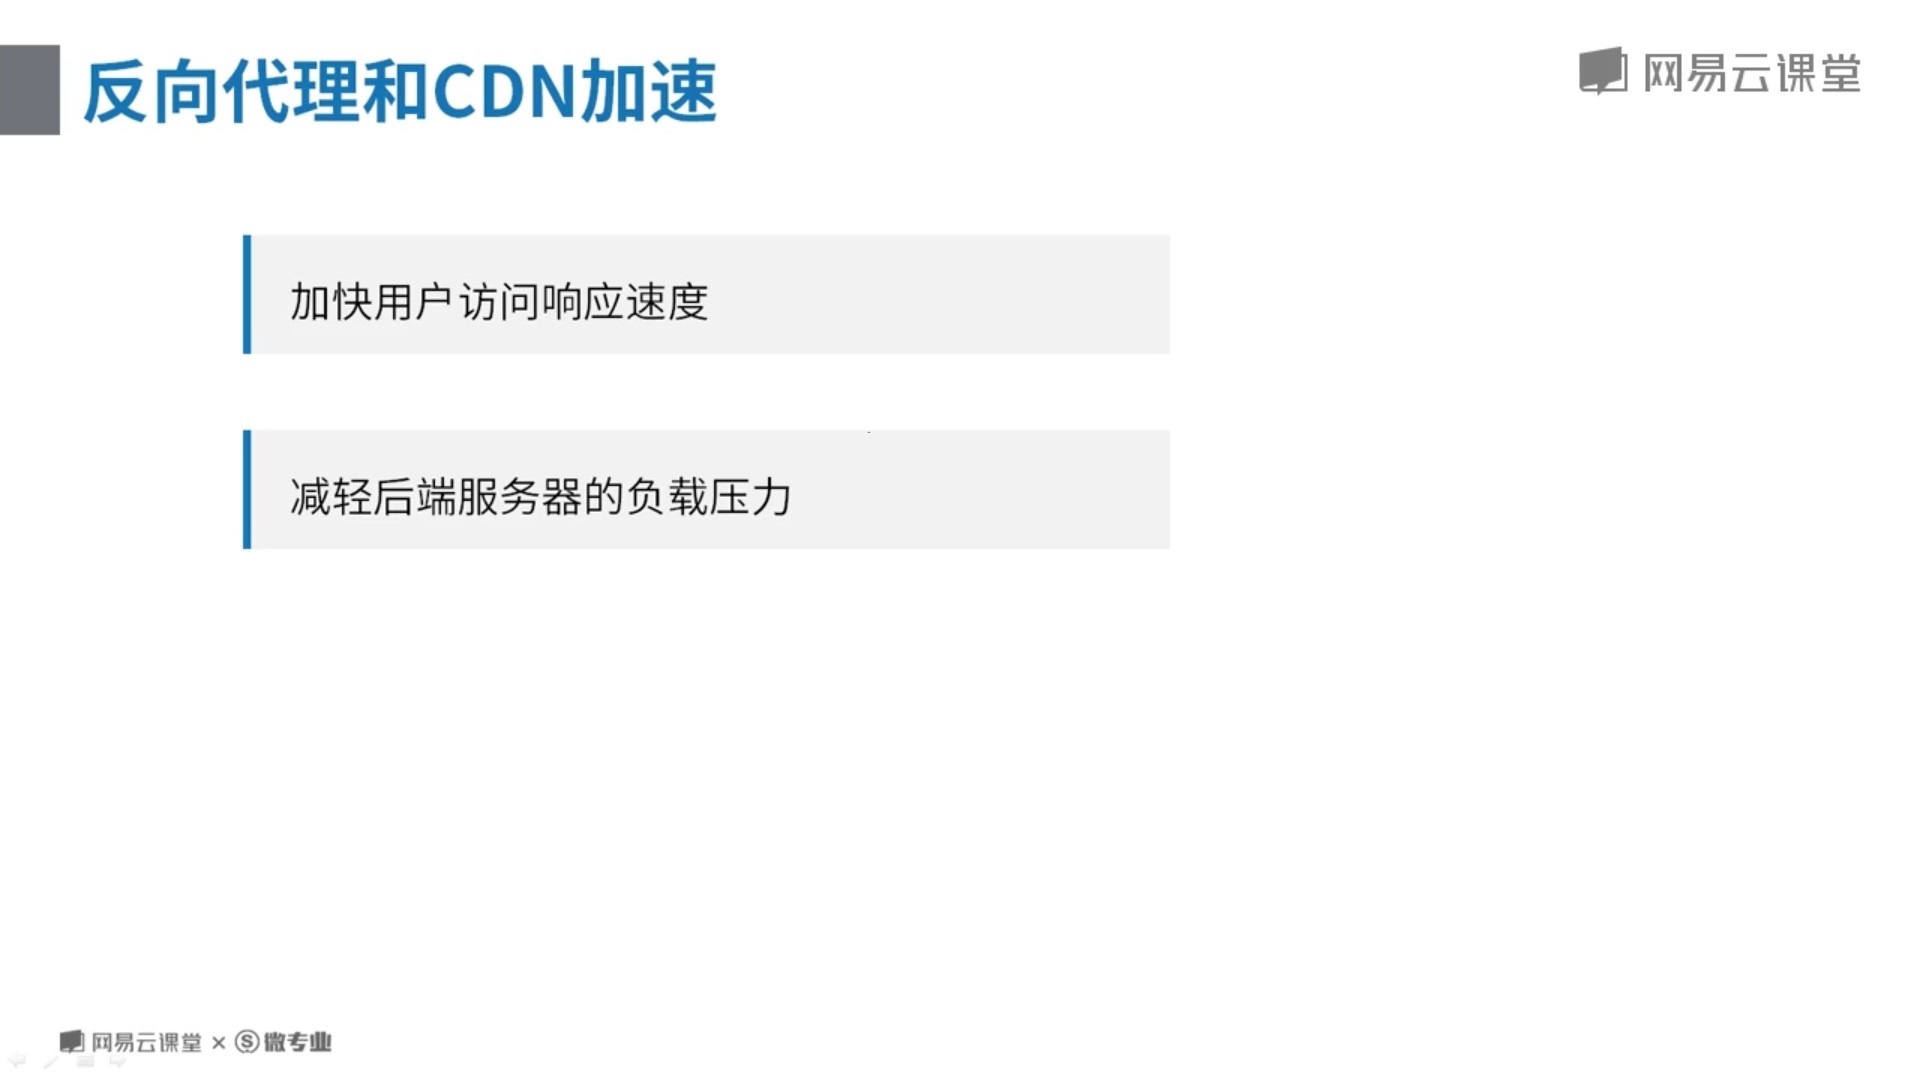 反向代理和CDN加速
网易云课堂
加快用户访问响应速度
减轻后端服务器的负载压力
网易云课堂 × Ⓢ微专业